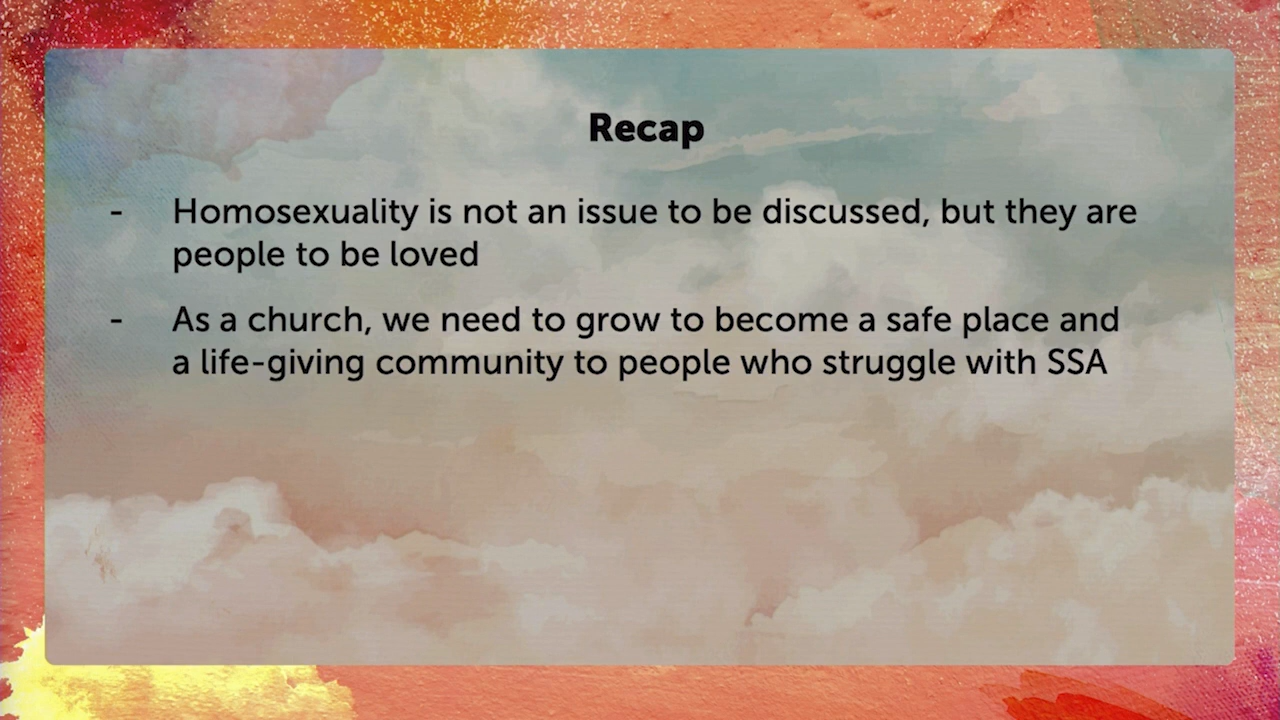 Recap
- Homosexuality is not an issue to be discussed, but they are
people to be loved
- As a church, we need to grow to become a safe place and
a life-giving community to people who struggle with SSA